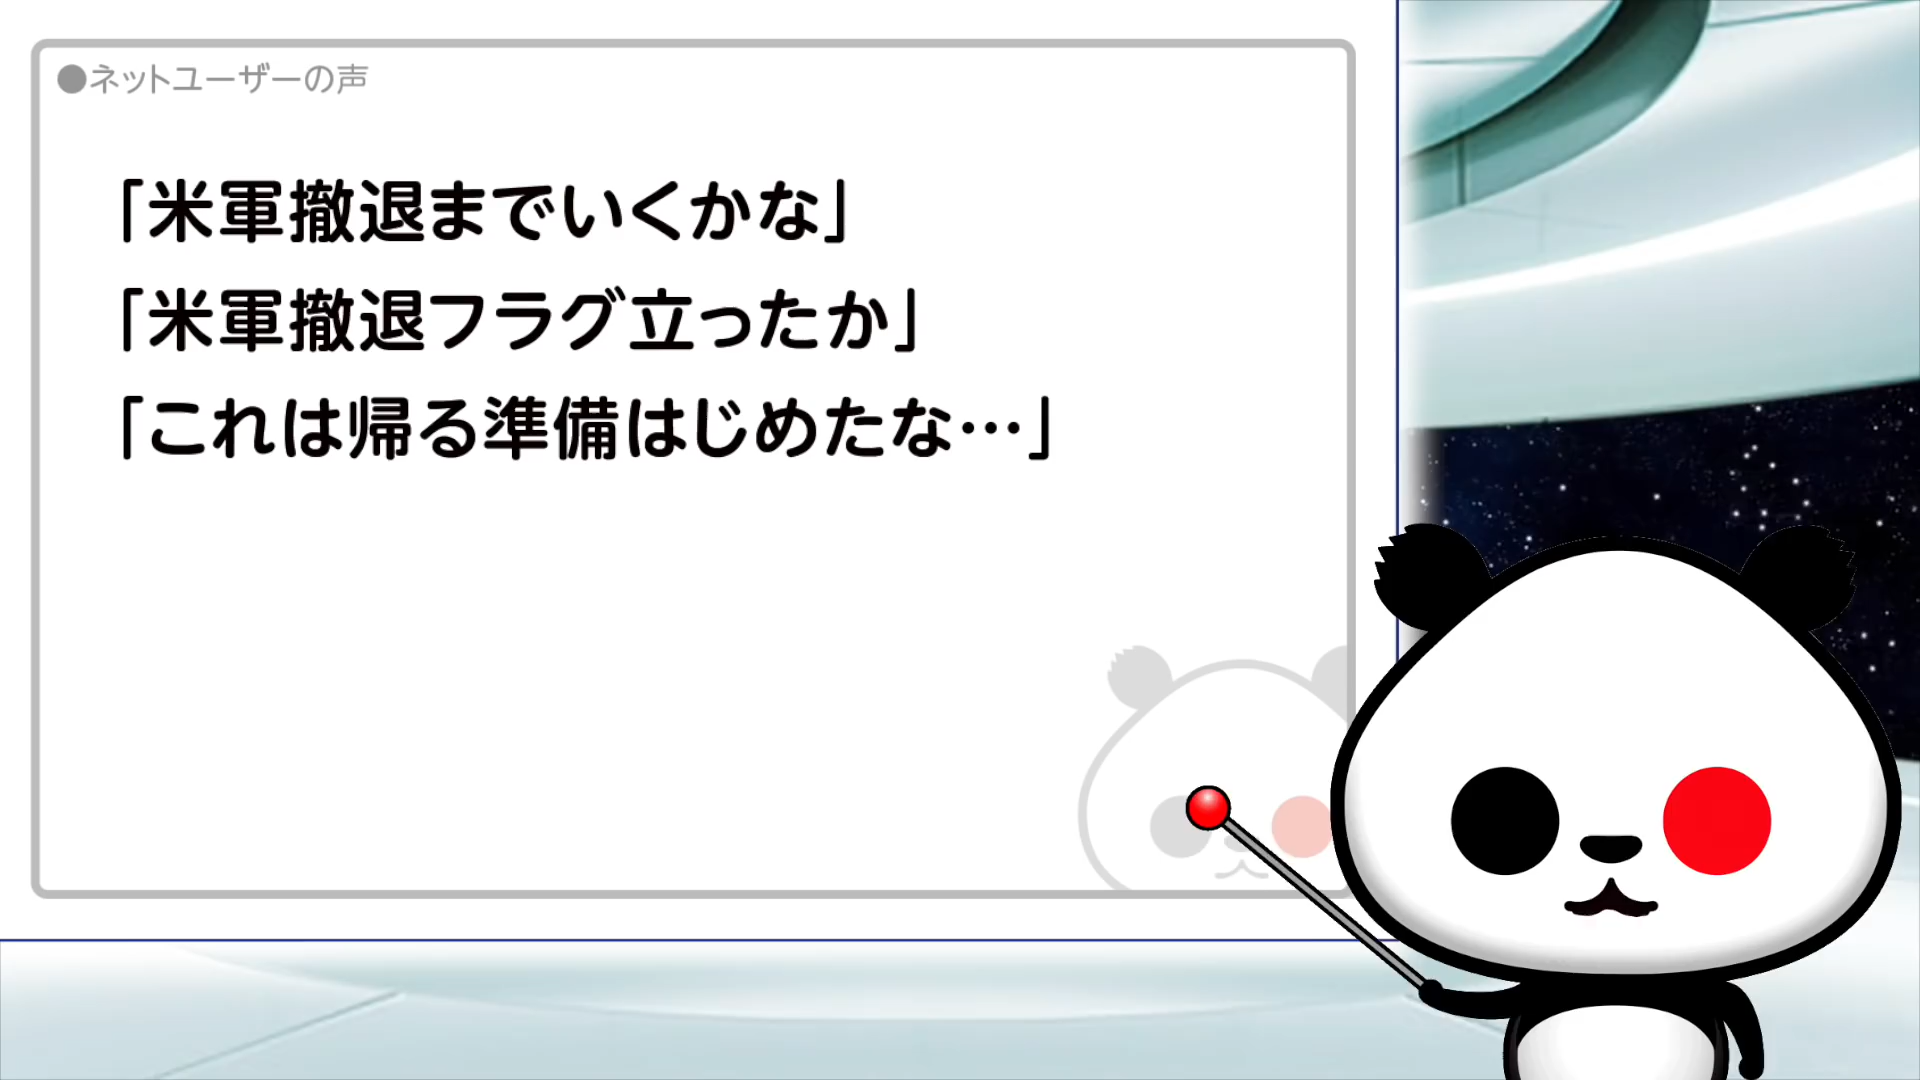 ●ネットユーザーの声
「米軍撤退までいくかな」
「米軍撤退フラグ立ったか」
「これは帰る準備はじめたな…」